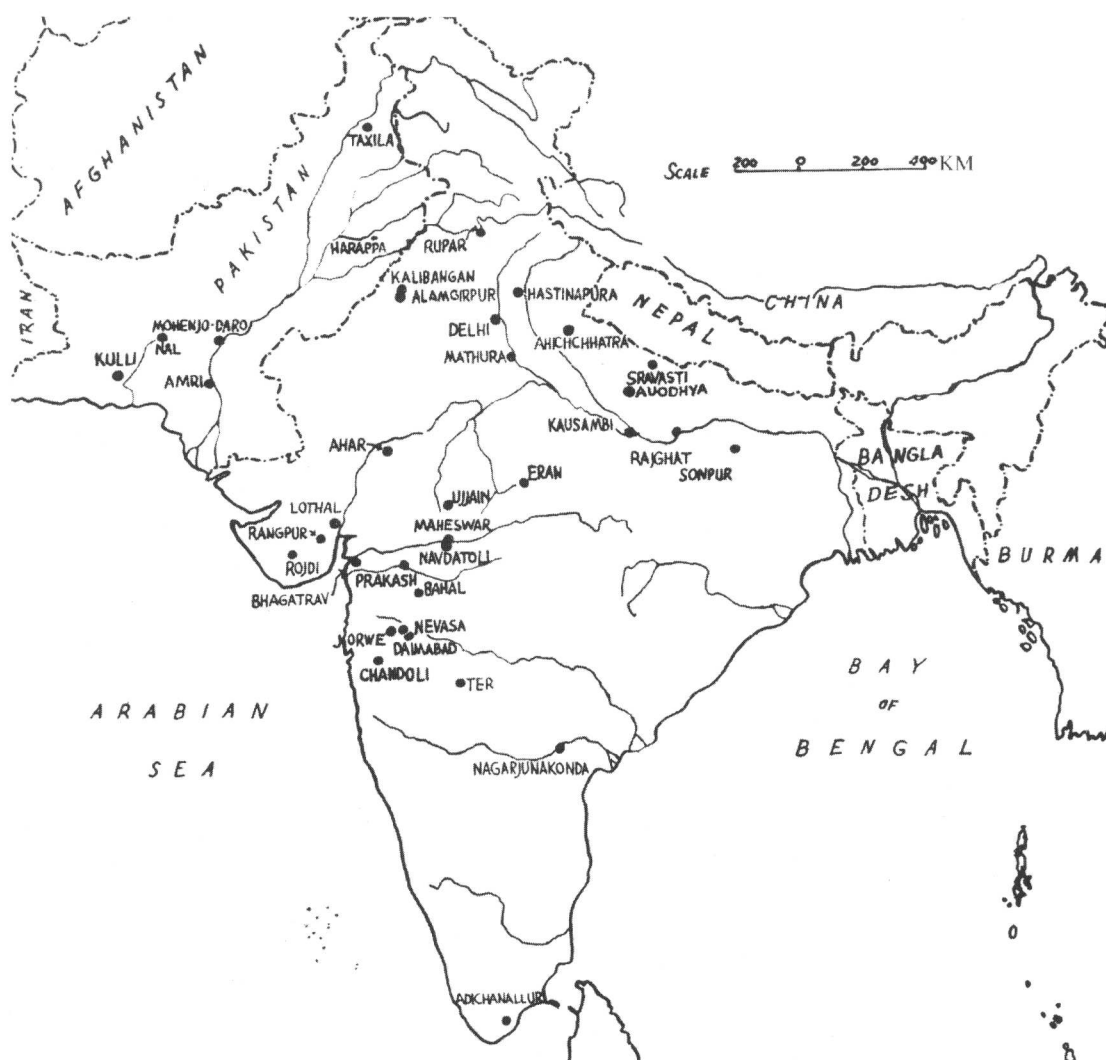 AFGHANISTAN
TAXILA
SCALE 200 0 200 400 KM
PAKISTAN
HARAPPA
RUPAR
KALIBANGAN
ALAMGIRPUR
HASTINAPURA
CHINA
IRAN
NEPAL
MOHENJO-DARO
NAL
DELHI
AHICHCHHATRA
KULLI
MATHURA
AMRI
SRAVASTI
AUODHYA
KAUSAMBI
AHAR
RAJGHAT
SONPUR
BANGLA
DESH
ERAN
UJJAIN
LOTHAL
RANGPUR
MAHESWAR
NAVDATOLI
ROJDI
PRAKASH
BURMA
BHAGATRAV
BAHAL
NEVASA
JORWE
DAIMABAD
CHANDOLI
TER
ARABIAN
SEA
BAY
OF
BENGAL
NAGARJUNAKONDA
ADICHANALLUR